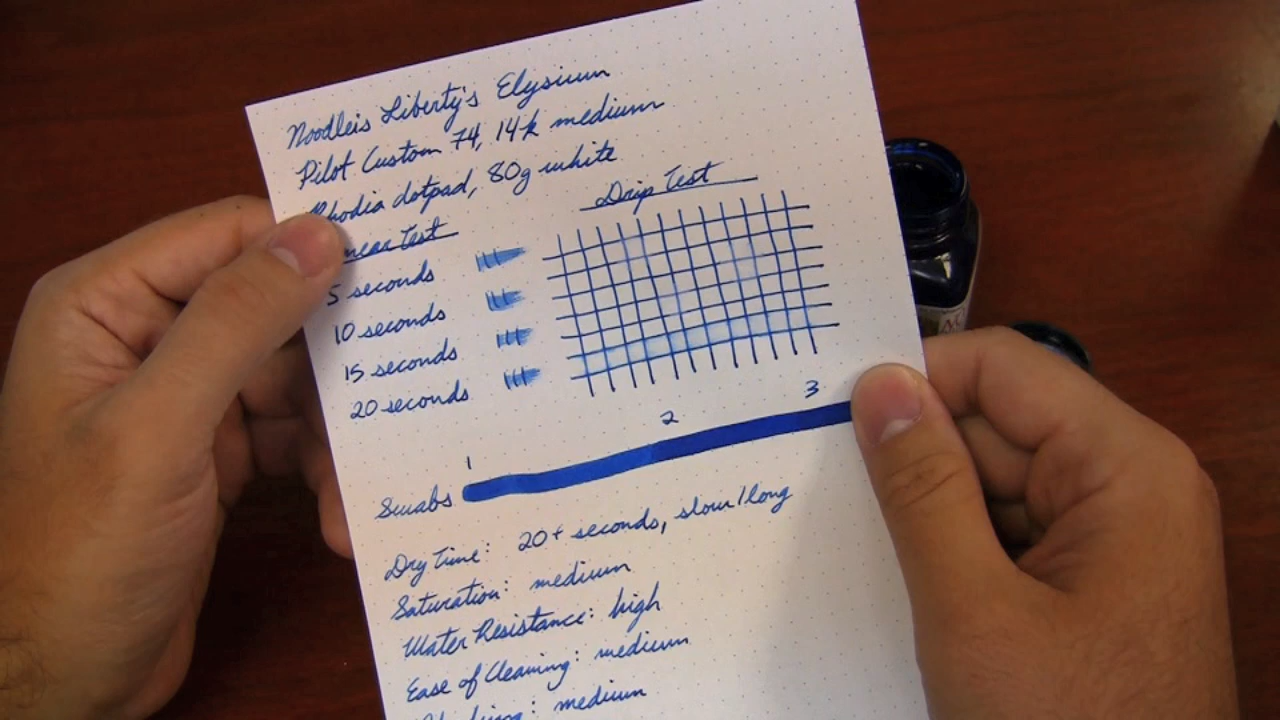 Noodler's Liberty's Elysium
Pilot Custom 74, 14k medium
Rhodia dotpad, 80g white
Smear Test
Drip Test
5 seconds
10 seconds
15 seconds
20 seconds
1 2 3
Swabs
Dry Time: 20+ seconds, slow/long
Saturation: medium
Water Resistance: high
Ease of Cleaning: medium
: medium